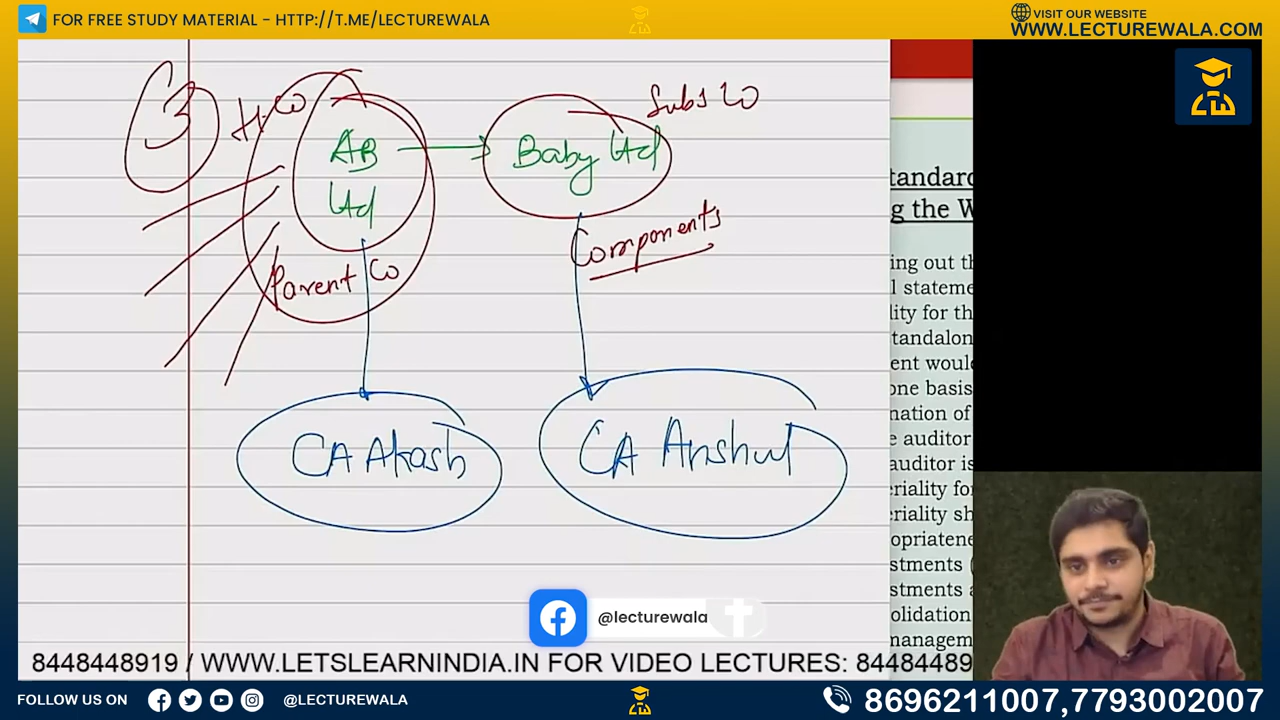 FOR FREE STUDY MATERIAL - HTTP://T.ME/LECTUREWALA
VISIT OUR WEBSITE
WWW.LECTUREWALA.COM
3
H.Co
AB
Ltd
Parent Co
Baby Ltd
Subs Co
Components
CA Akash
CA Anshul
tandard
g the W
ing out th
l stateme
lity for th
tandalon
ent would
one basis
nation of
e auditor
auditor is
eriality for
eriality sh
opriatene
stments (
stments a
olidation
managem
@lecturewala
8448448919 / WWW.LETSLEARNINDIA.IN FOR VIDEO LECTURES: 84484489
FOLLOW US ON
@LECTUREWALA
8696211007,7793002007